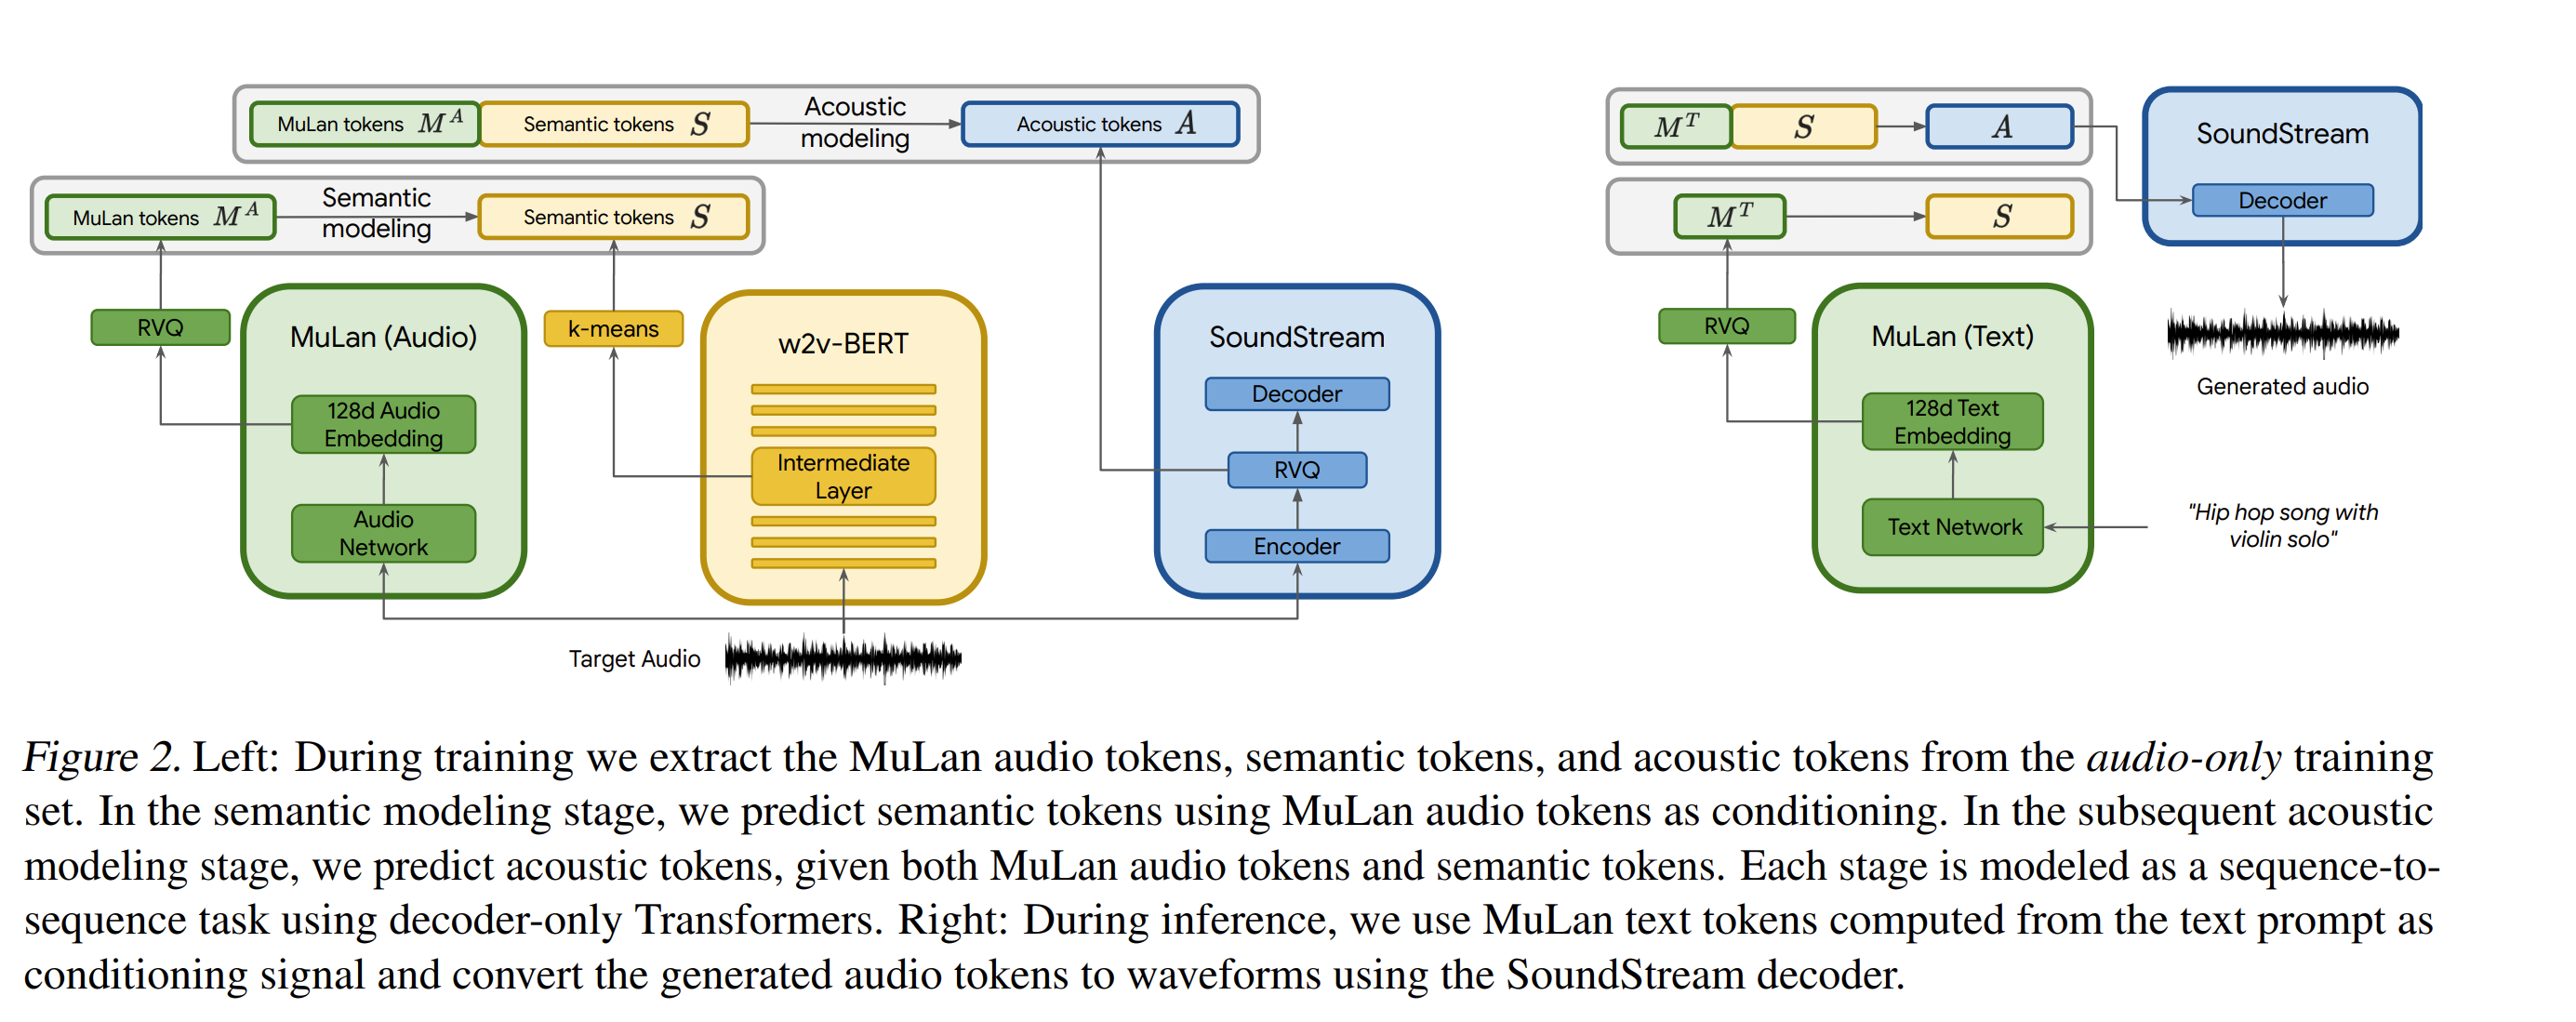 MuLan tokens M^A
Semantic tokens S
Acoustic
modeling
Acoustic tokens A
MuLan tokens M^A
Semantic
modeling
Semantic tokens S
RVQ
MuLan (Audio)
128d Audio
Embedding
Audio
Network
k-means
w2v-BERT
Intermediate
Layer
SoundStream
Decoder
RVQ
Encoder
Target Audio
M^T
S
A
M^T
S
SoundStream
Decoder
Generated audio
RVQ
MuLan (Text)
128d Text
Embedding
Text Network
"Hip hop song with
violin solo"
Figure 2. Left: During training we extract the MuLan audio tokens, semantic tokens, and acoustic tokens from the audio-only training
set. In the semantic modeling stage, we predict semantic tokens using MuLan audio tokens as conditioning. In the subsequent acoustic
modeling stage, we predict acoustic tokens, given both MuLan audio tokens and semantic tokens. Each stage is modeled as a sequence-to-
sequence task using decoder-only Transformers. Right: During inference, we use MuLan text tokens computed from the text prompt as
conditioning signal and convert the generated audio tokens to waveforms using the SoundStream decoder.